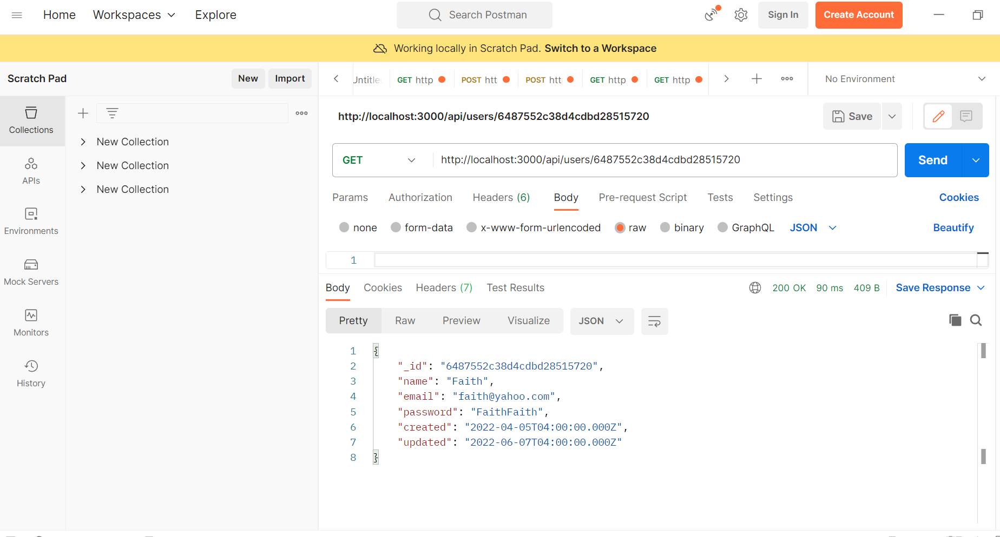 Home Workspaces Explore Search Postman Sign In Create Account
Working locally in Scratch Pad. Switch to a Workspace
Scratch Pad New Import
GET http POST htt POST htt GET http GET http ooo No Environment
Collections
APIs
Environments
Mock Servers
Monitors
History
New Collection
New Collection
New Collection
http://localhost:3000/api/users/6487552c38d4cdbd28515720 Save
GET http://localhost:3000/api/users/6487552c38d4cdbd28515720 Send
Params Authorization Headers (6) Body Pre-request Script Tests Settings Cookies
none form-data x-www-form-urlencoded raw binary GraphQL JSON Beautify
1
Body Cookies Headers (7) Test Results 200 OK 90 ms 409 B Save Response
Pretty Raw Preview Visualize JSON
1 {
2 "_id": "6487552c38d4cdbd28515720",
3 "name": "Faith",
4 "email": "faith@yahoo.com",
5 "password": "FaithFaith",
6 "created": "2022-04-05T04:00:00.000Z",
7 "updated": "2022-06-07T04:00:00.000Z"
8 }